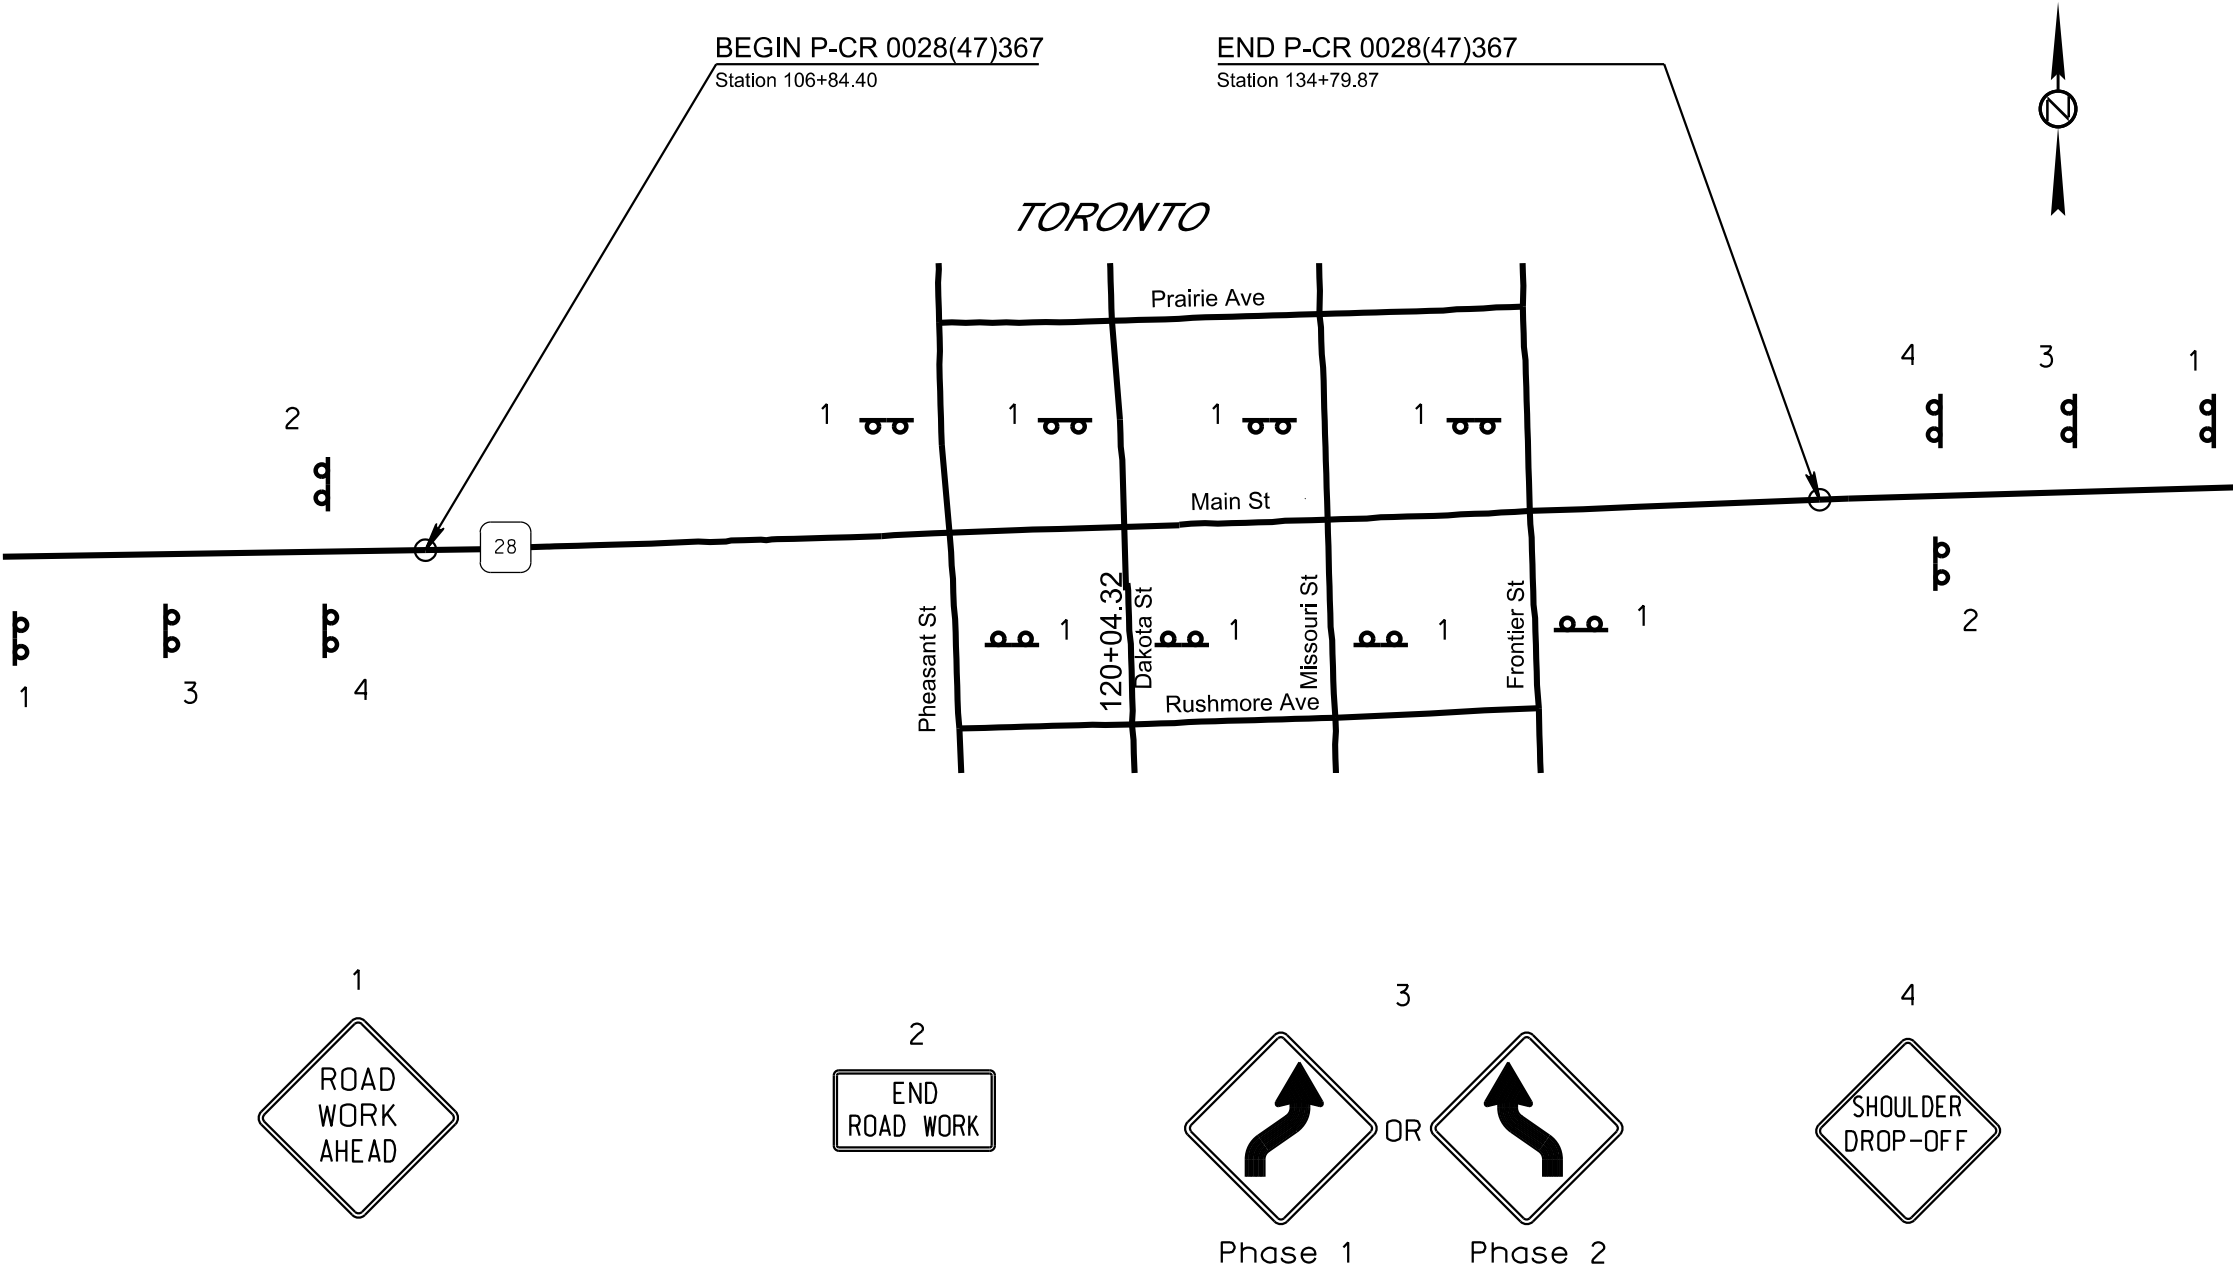 BEGIN P-CR 0028(47)367
Station 106+84.40
END P-CR 0028(47)367
Station 134+79.87
N
TORONTO
Prairie Ave
4
3
1
2
1
1
1
1
Main St
28
Pheasant St
120+04.32
Dakota St
Missouri St
Frontier St
1
1
1
1
2
1
3
4
Rushmore Ave
1
ROAD
WORK
AHEAD
2
END
ROAD WORK
3
OR
Phase 1
Phase 2
4
SHOULDER
DROP-OFF